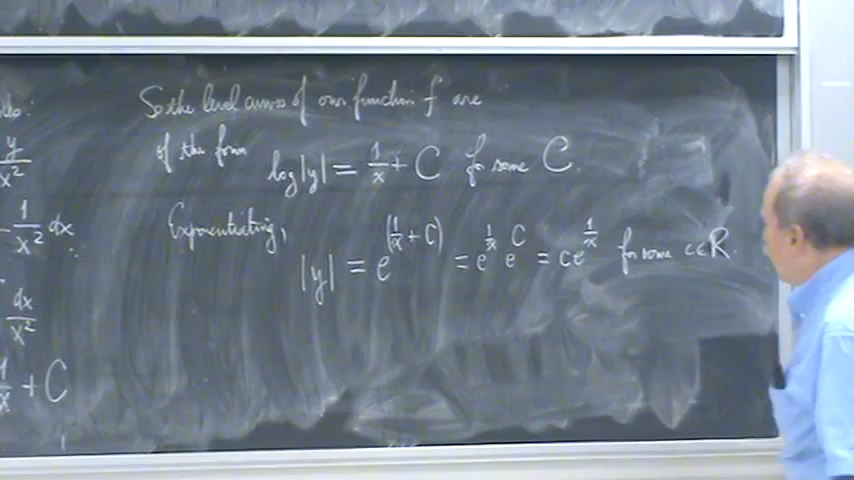 So the level curves of our function f are
of the form log|y| = 1/x + C for some C.
Exponentiating,
|y| = e^(1/x + C) = e^1/x e^C = ce^1/x for some c∈R.
y/x²
1/x² dx
dx/x²
1/x + C